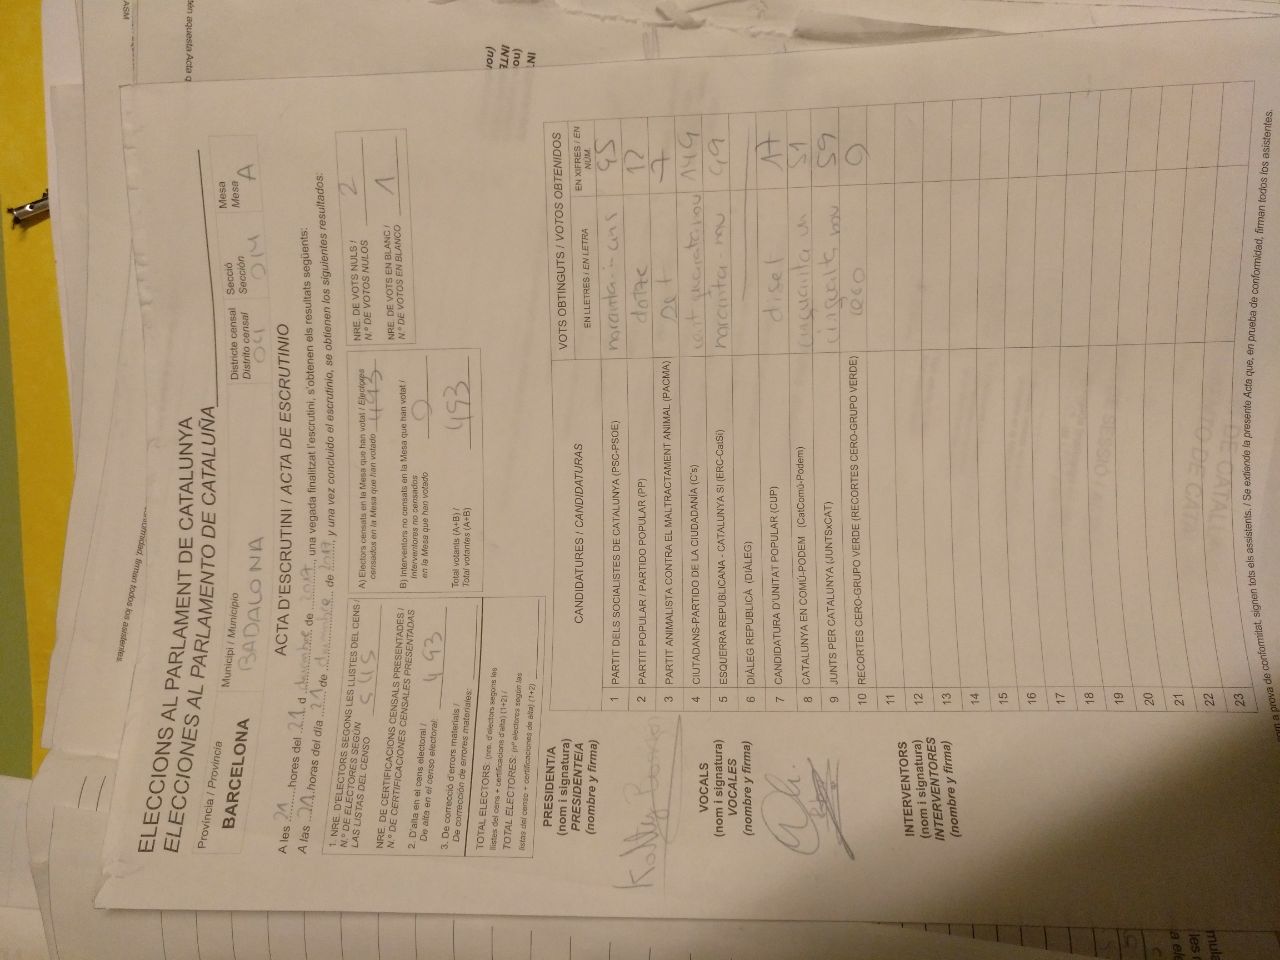 ELECCIONS AL PARLAMENT DE CATALUNYA
ELECCIONES AL PARLAMENTO DE CATALUÑA
Província / Provincia
BARCELONA
Municipi / Municipio
BADALONA
Districte censal
Distrito censal
04
Secció
Sección
014
Mesa
Mesa
A
ACTA D'ESCRUTINI / ACTA DE ESCRUTINIO
A les 21 hores del 21 d desembre de 2017, una vegada finalitzat l'escrutini, s'obtenen els resultats següents:
A las 21 horas del día 21 de diciembre de 2017, y una vez concluido el escrutinio, se obtienen los siguientes resultados:
1. NRE. D'ELECTORS SEGONS LES LLISTES DEL CENS /
N.º DE ELECTORES SEGÚN
LAS LISTAS DEL CENSO
NRE. DE CERTIFICACIONS CENSALS PRESENTADES /
N.º DE CERTIFICACIONES CENSALES PRESENTADAS
2. D'alta en el cens electoral /
De alta en el censo electoral:
493
3. De correcció d'errors materials /
De corrección de errores materiales:
TOTAL ELECTORS: (nre. d'electors segons les
llistes del cens + certificacions d'alta) (1+2) /
TOTAL ELECTORES: (nº electores según las
listas del censo + certificaciones de alta) (1+2)
A) Electors censats en la Mesa que han votat / Electores
censados en la Mesa que han votado 493
B) Interventors no censats en la Mesa que han votat /
Interventores no censados
en la Mesa que han votado
0
Total votants (A+B) /
Total votantes (A+B)
493
NRE. DE VOTS NULS /
N.º DE VOTOS NULOS
2
NRE. DE VOTS EN BLANC /
N.º DE VOTOS EN BLANCO
1
PRESIDENT/A
(nom i signatura)
PRESIDENTE/A
(nombre y firma)
VOCALS
(nom i signatura)
VOCALES
(nombre y firma)
INTERVENTORS
(nom i signatura)
INTERVENTORES
(nombre y firma)
CANDIDATURES / CANDIDATURAS
VOTS OBTINGUTS / VOTOS OBTENIDOS
EN LLETRES / EN LETRA
EN XIFRES / EN NÚM.
1 PARTIT DELS SOCIALISTES DE CATALUNYA (PSC-PSOE) 95
2 PARTIT POPULAR / PARTIDO POPULAR (PP) dotze 12
3 PARTIT ANIMALISTA CONTRA EL MALTRACTAMENT ANIMAL (PACMA) set 7
4 CIUTADANS-PARTIDO DE LA CIUDADANÍA (C's) cent quaranta nou 149
5 ESQUERRA REPUBLICANA - CATALUNYA SÍ (ERC-CatSí) noranta-nou 99
6 DIÀLEG REPUBLICÀ (DIÀLEG)
7 CANDIDATURA D'UNITAT POPULAR (CUP) diset 17
8 CATALUNYA EN COMÚ-PODEM (CatComú-Podem) cinquanta un 51
9 JUNTS PER CATALUNYA (JUNTSxCAT) cinquanta nou 59
10 RECORTES CERO-GRUPO VERDE (RECORTES CERO-GRUPO VERDE) zero 0
11
12
13
14
15
16
17
18
19
20
21
22
23
a prova de conformitat, signen tots els assistents. / Se extiende la presente Acta que, en prueba de conformidad, firman todos los asistentes.